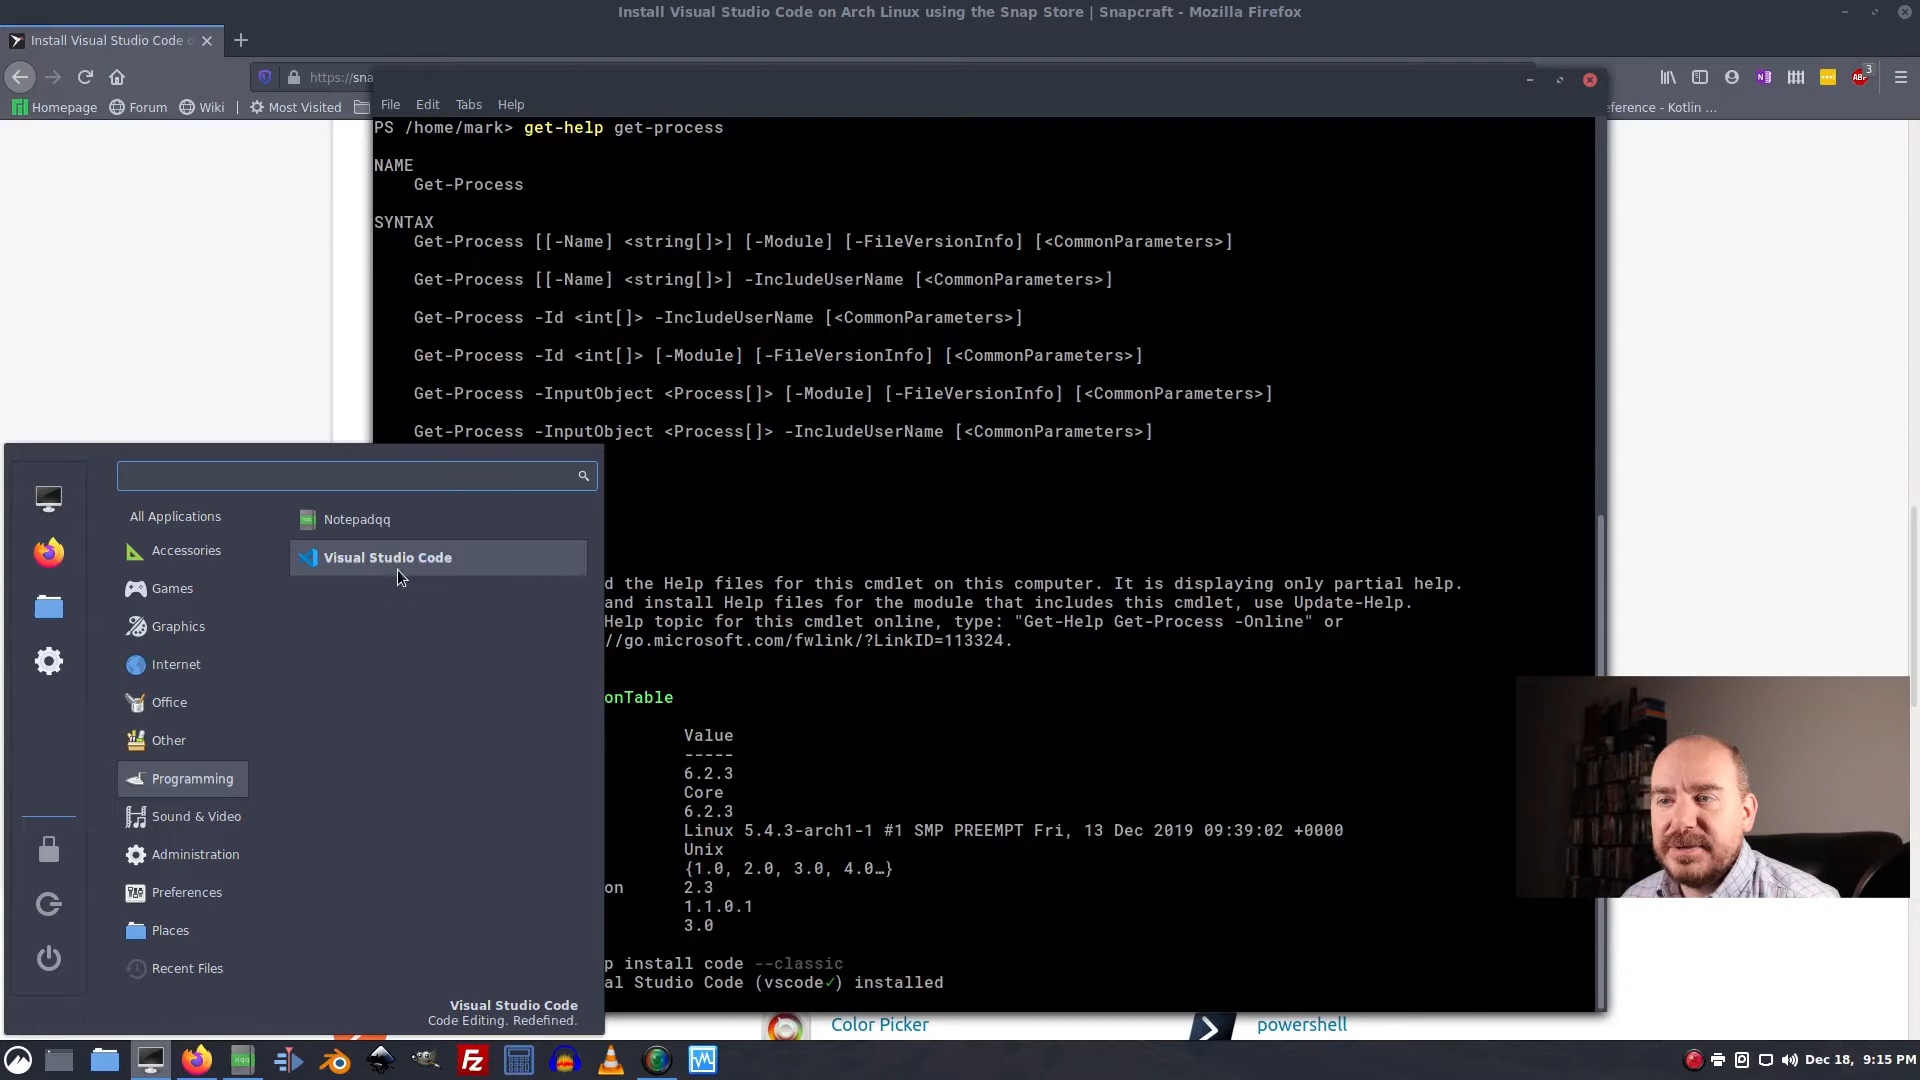 Install Visual Studio Code on Arch Linux using the Snap Store | Snapcraft - Mozilla Firefox
Install Visual Studio Code
https://sna
3
Homepage
Forum
Wiki
Most Visited
eference - Kotlin ...
File Edit Tabs Help
PS /home/mark> get-help get-process
NAME
Get-Process
SYNTAX
Get-Process [[-Name] <string[]>] [-Module] [-FileVersionInfo] [<CommonParameters>]
Get-Process [[-Name] <string[]>] -IncludeUserName [<CommonParameters>]
Get-Process -Id <int[]> -IncludeUserName [<CommonParameters>]
Get-Process -Id <int[]> [-Module] [-FileVersionInfo] [<CommonParameters>]
Get-Process -InputObject <Process[]> [-Module] [-FileVersionInfo] [<CommonParameters>]
Get-Process -InputObject <Process[]> -IncludeUserName [<CommonParameters>]
d the Help files for this cmdlet on this computer. It is displaying only partial help.
and install Help files for the module that includes this cmdlet, use Update-Help.
Help topic for this cmdlet online, type: "Get-Help Get-Process -Online" or
//go.microsoft.com/fwlink/?LinkID=113324.
onTable
Value
-----
6.2.3
Core
6.2.3
Linux 5.4.3-arch1-1 #1 SMP PREEMPT Fri, 13 Dec 2019 09:39:02 +0000
Unix
{1.0, 2.0, 3.0, 4.0…}
on 2.3
1.1.0.1
3.0
p install code --classic
al Studio Code (vscode✓) installed
All Applications
Accessories
Games
Graphics
Internet
Office
Other
Programming
Sound & Video
Administration
Preferences
Places
Recent Files
Notepadqq
Visual Studio Code
Visual Studio Code
Code Editing. Redefined.
Color Picker
powershell
Dec 18, 9:15 PM